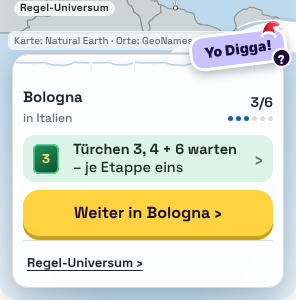 Regel-Universum
Karte: Natural Earth · Orte: GeoNames
Yo Digga!
?
Bologna
3/6
in Italien
3
Türchen 3, 4 + 6 warten
– je Etappe eins
>
Weiter in Bologna >
Regel-Universum >